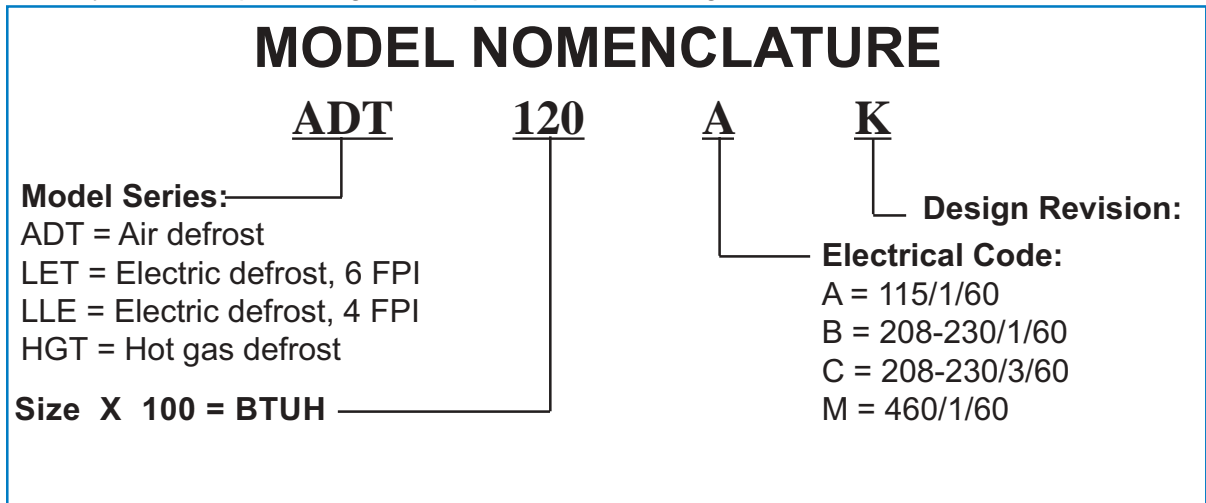 MODEL NOMENCLATURE
ADT 120 A K
Model Series:
ADT = Air defrost
LET = Electric defrost, 6 FPI
LLE = Electric defrost, 4 FPI
HGT = Hot gas defrost
Size X 100 = BTUH
Design Revision:
Electrical Code:
A = 115/1/60
B = 208-230/1/60
C = 208-230/3/60
M = 460/1/60